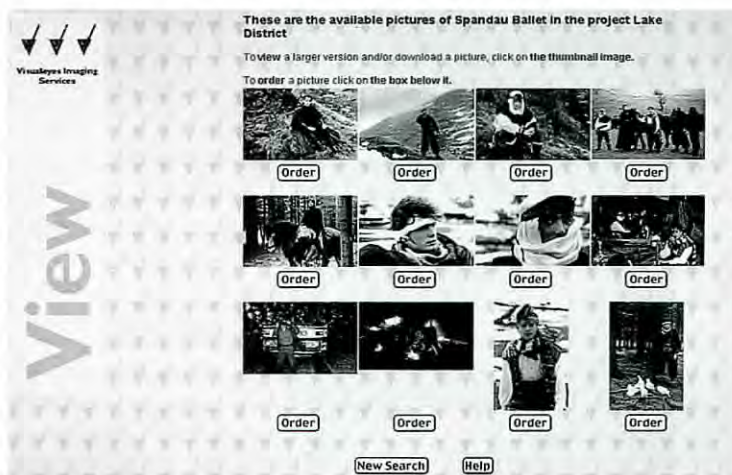 These are the available pictures of Spandau Ballet in the project Lake
District
To view a larger version and/or download a picture, click on the thumbnail image.
To order a picture click on the box below it.
Visualeyes Imaging
Services
View
Order Order Order Order
Order Order Order Order
Order Order Order Order
New Search Help